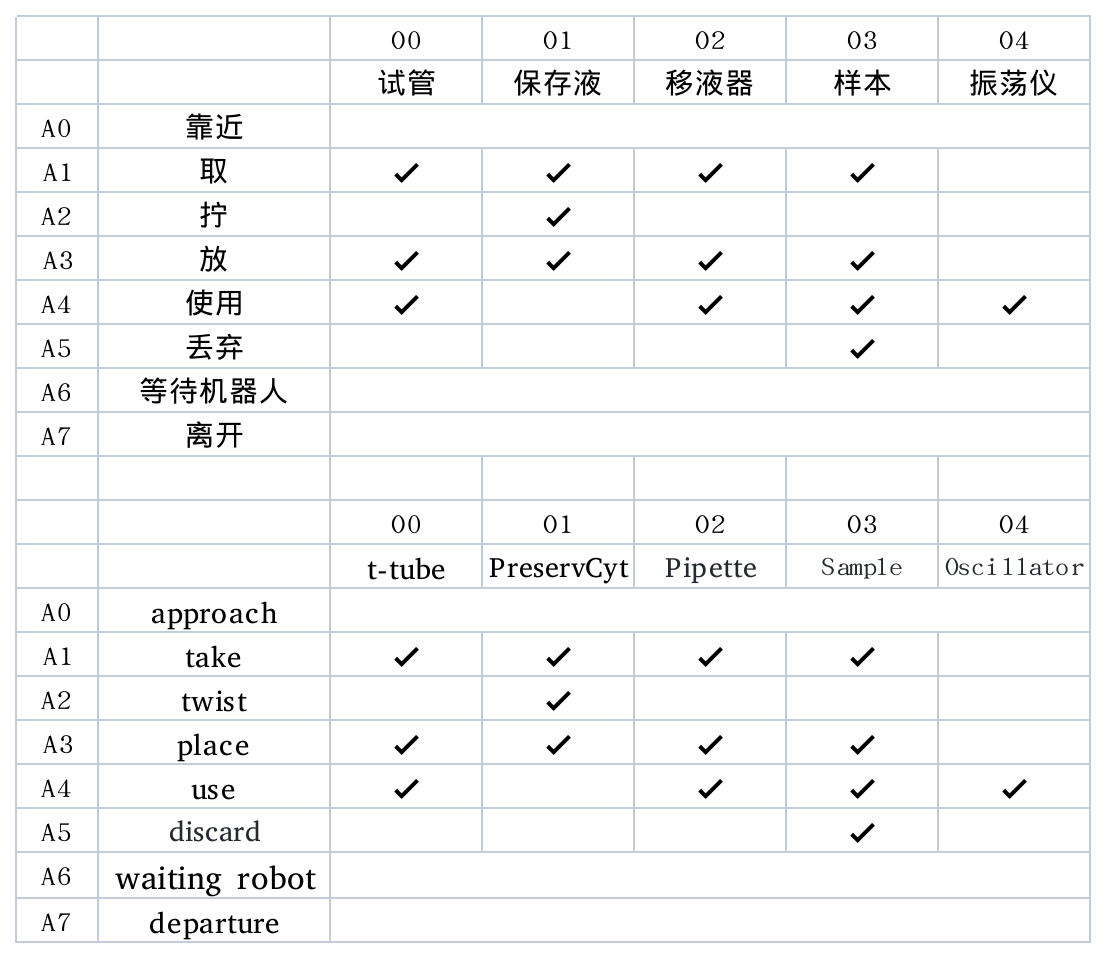 00 01 02 03 04
试管 保存液 移液器 样本 振荡仪
A0 靠近
A1 取 ✓ ✓ ✓ ✓
A2 拧 ✓
A3 放 ✓ ✓ ✓ ✓
A4 使用 ✓ ✓ ✓ ✓
A5 丢弃 ✓
A6 等待机器人
A7 离开
00 01 02 03 04
t-tube PreservCyt Pipette Sample Oscillator
A0 approach
A1 take ✓ ✓ ✓ ✓
A2 twist ✓
A3 place ✓ ✓ ✓ ✓
A4 use ✓ ✓ ✓ ✓
A5 discard ✓
A6 waiting robot
A7 departure